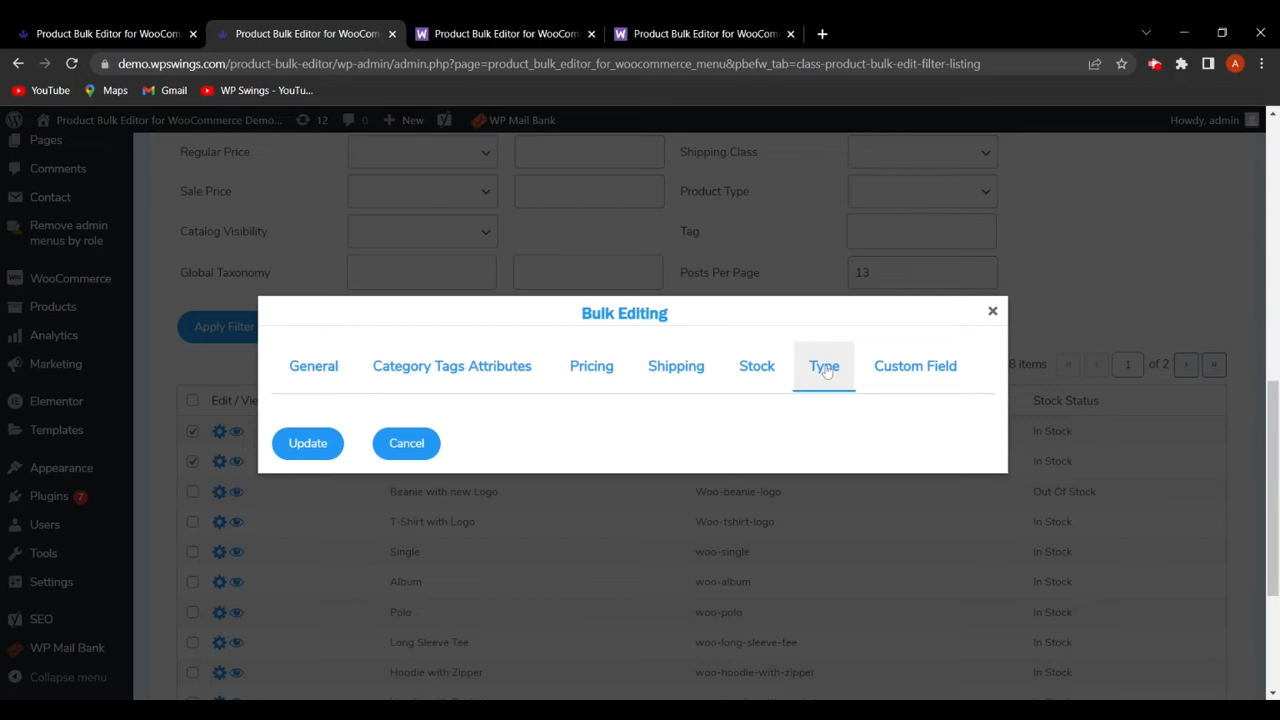 Product Bulk Editor for WooCom
Product Bulk Editor for WooCom
Product Bulk Editor for WooCom
Product Bulk Editor for WooCom
demo.wpswings.com/product-bulk-editor/wp-admin/admin.php?page=product_bulk_editor_for_woocommerce_menu&pbefw_tab=class-product-bulk-edit-filter-listing
A
YouTube Maps Gmail WP Swings - YouTu...
Product Bulk Editor for WooCommerce Demo... 12 0 New WP Mail Bank Howdy, admin
Pages
Comments
Contact
Remove admin
menus by role
WooCommerce
Products
Analytics
Marketing
Elementor
Templates
Appearance
Plugins 7
Users
Tools
Settings
SEO
WP Mail Bank
Collapse menu
Regular Price Shipping Class
Sale Price Product Type
Catalog Visibility Tag
Global Taxonomy Posts Per Page 13
Apply Filter
Bulk Editing ×
General Category Tags Attributes Pricing Shipping Stock Type Custom Field
Update Cancel
8 items « ‹ 1 of 2 › »
Edit / Vie Stock Status
In Stock
In Stock
Beanie with new Logo Woo-beanie-logo Out Of Stock
T-Shirt with Logo Woo-tshirt-logo In Stock
Single woo-single In Stock
Album woo-album In Stock
Polo woo-polo In Stock
Long Sleeve Tee woo-long-sleeve-tee In Stock
Hoodie with Zipper woo-hoodie-with-zipper In Stock